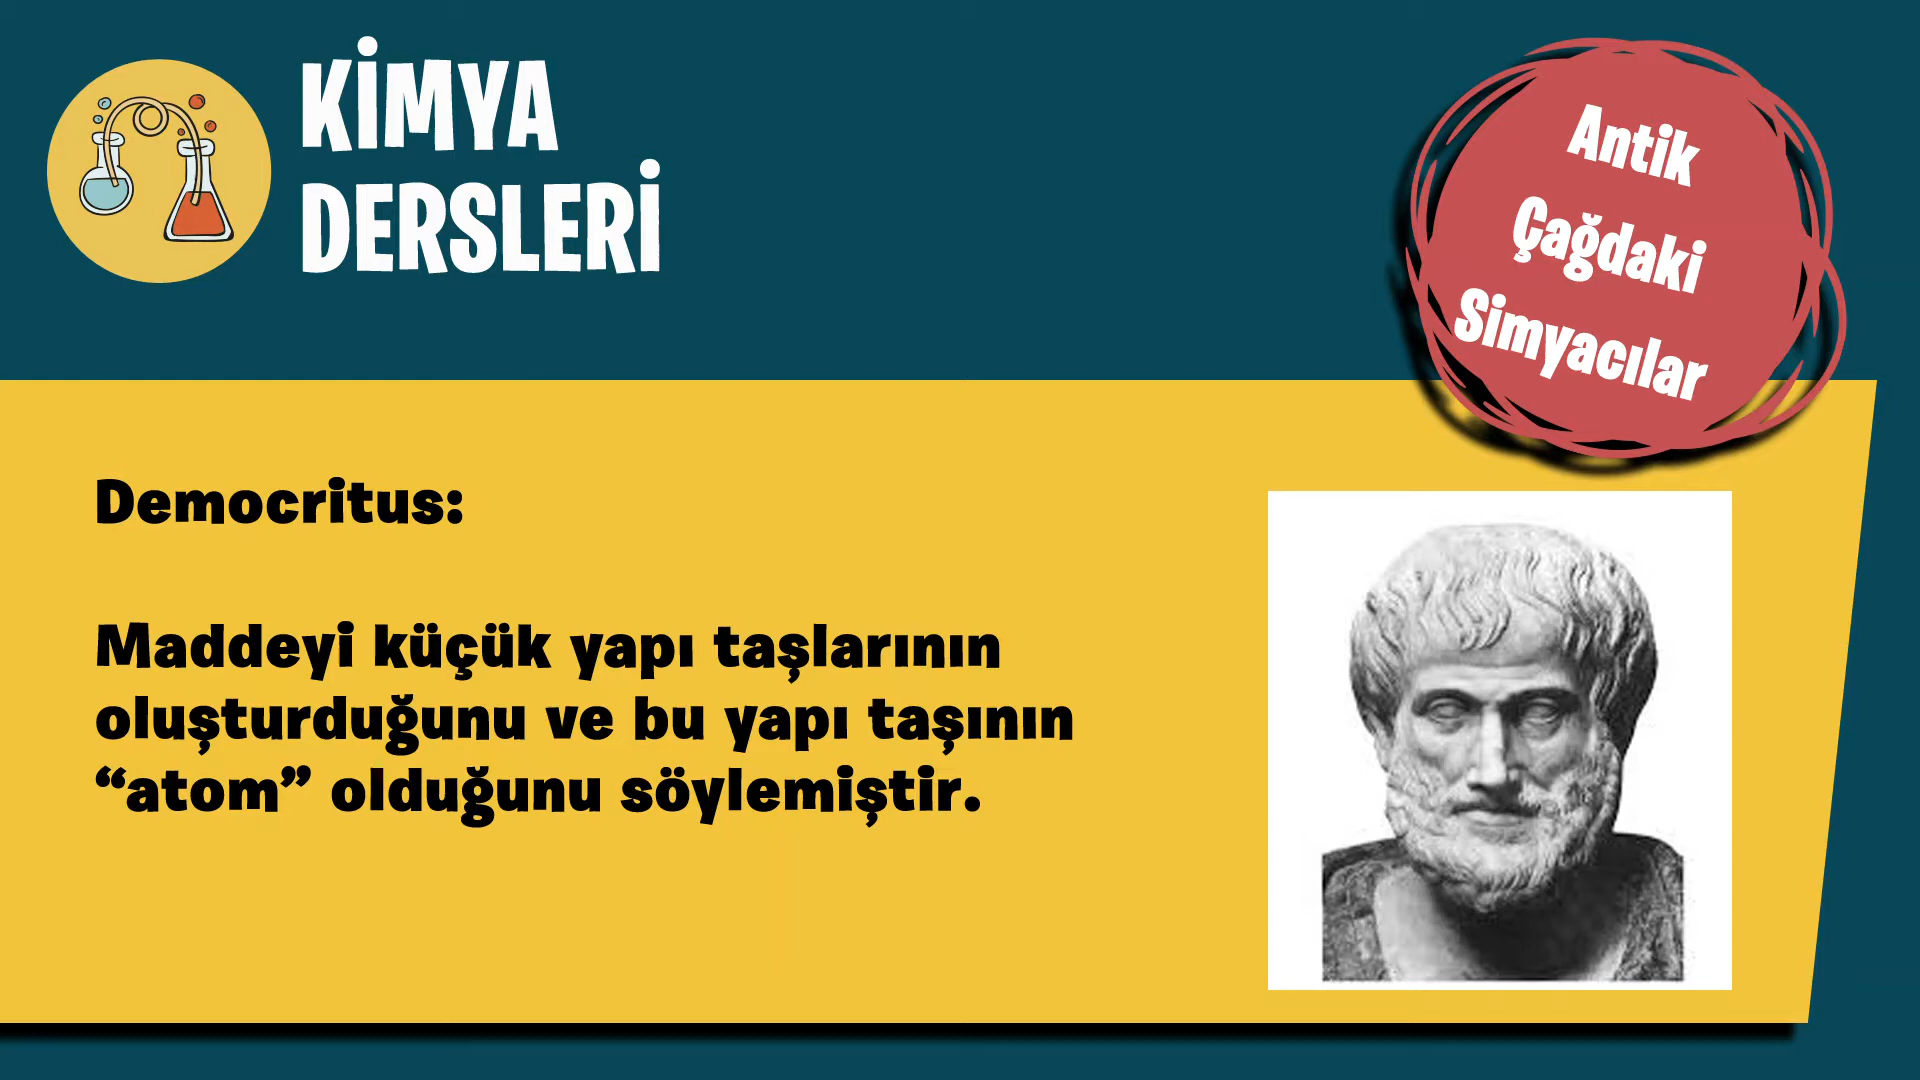 KİMYA
DERSLERİ
Antik
Çağdaki
Simyacılar
Democritus:
Maddeyi küçük yapı taşlarının
oluşturduğunu ve bu yapı taşının
“atom” olduğunu söylemiştir.